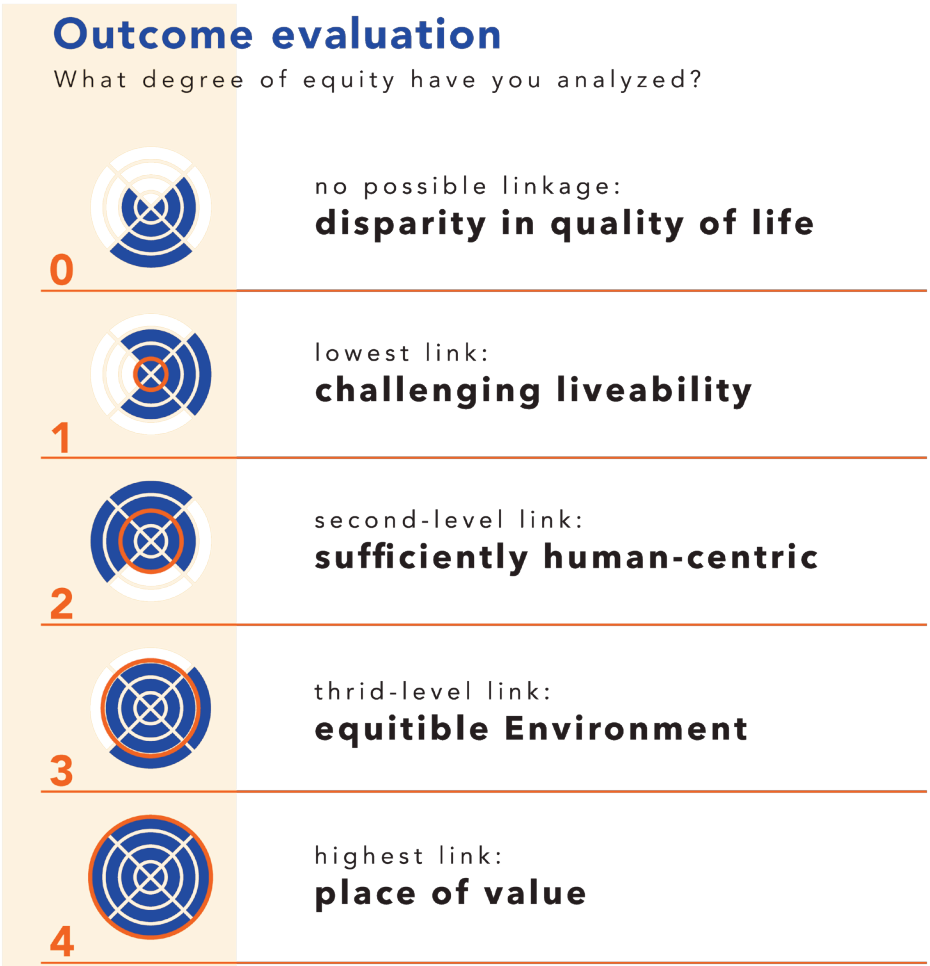 Outcome evaluation
What degree of equity have you analyzed?
no possible linkage:
disparity in quality of life
0
lowest link:
challenging liveability
1
second-level link:
sufficiently human-centric
2
thrid-level link:
equitible Environment
3
highest link:
place of value
4